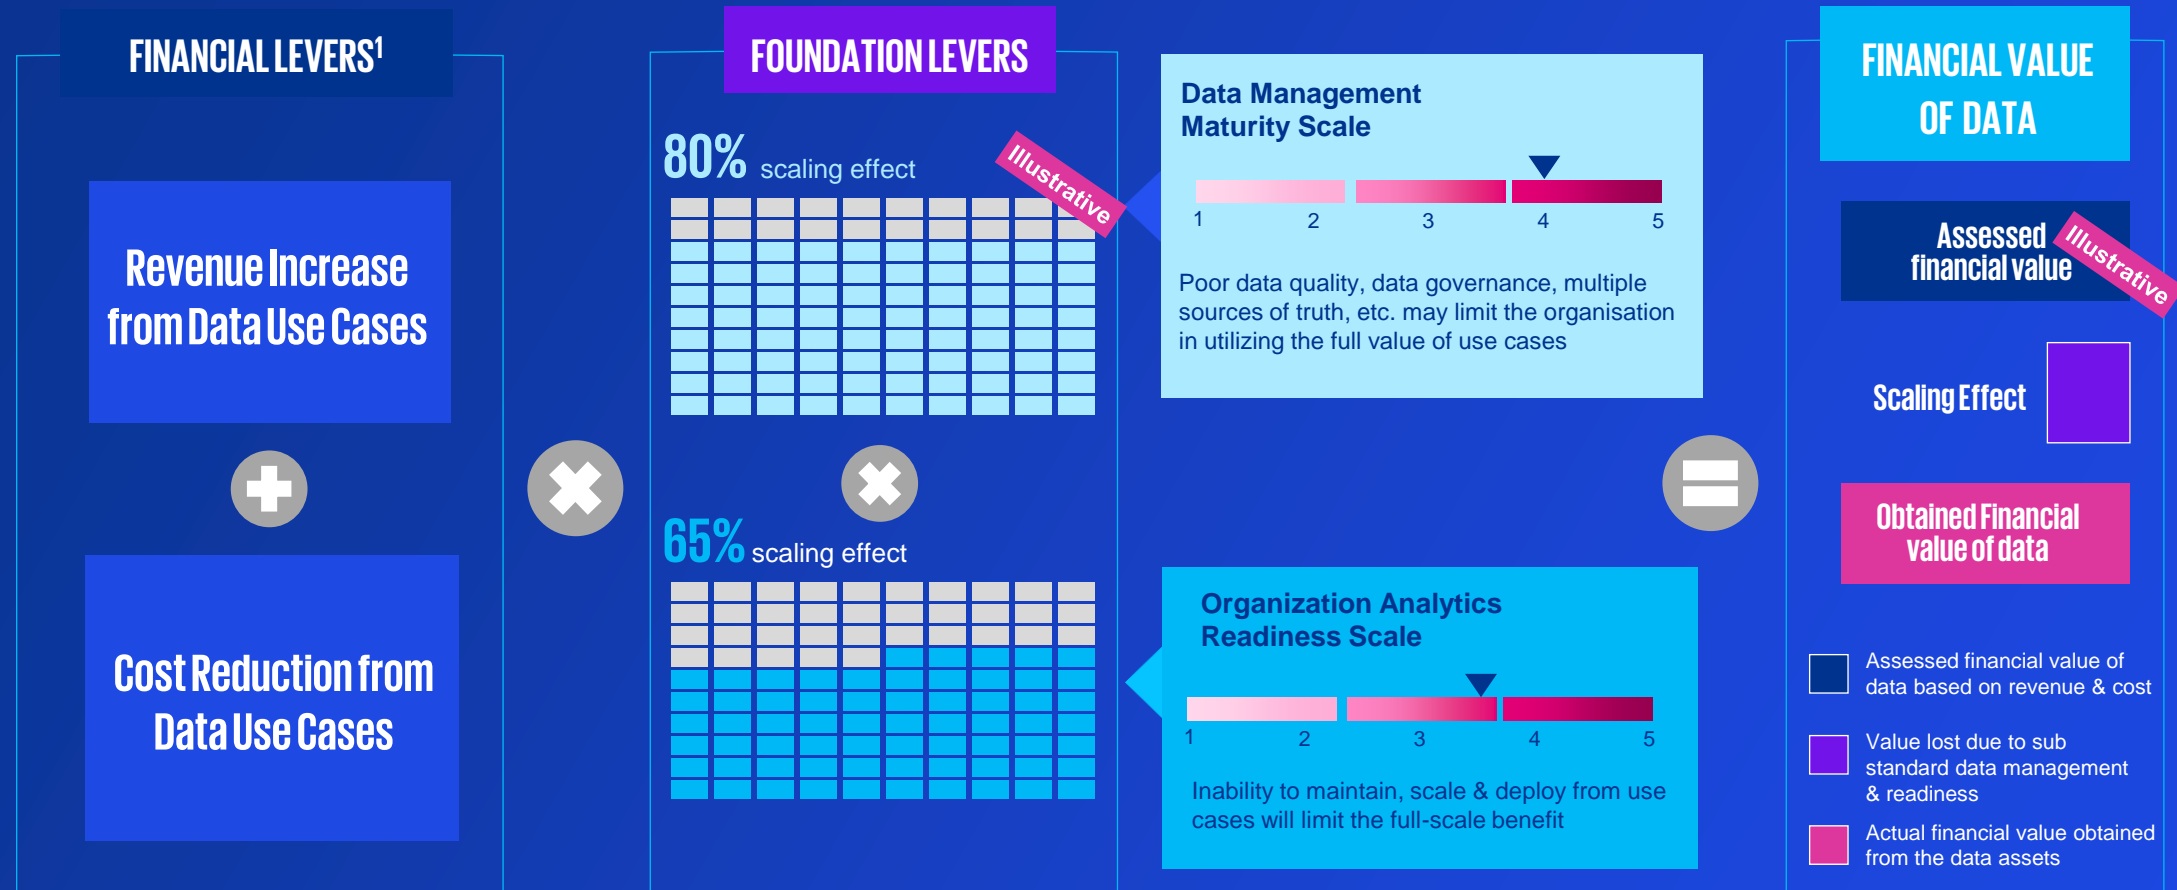 FINANCIAL LEVERS¹
Revenue Increase
from Data Use Cases
Cost Reduction from
Data Use Cases
FOUNDATION LEVERS
80% scaling effect
Illustrative
65% scaling effect
Data Management
Maturity Scale
1 2 3 4 5
Poor data quality, data governance, multiple
sources of truth, etc. may limit the organisation
in utilizing the full value of use cases
Organization Analytics
Readiness Scale
1 2 3 4 5
Inability to maintain, scale & deploy from use
cases will limit the full-scale benefit
FINANCIAL VALUE
OF DATA
Assessed
financial value
Illustrative
Scaling Effect
Obtained Financial
value of data
Assessed financial value of
data based on revenue & cost
Value lost due to sub
standard data management
& readiness
Actual financial value obtained
from the data assets